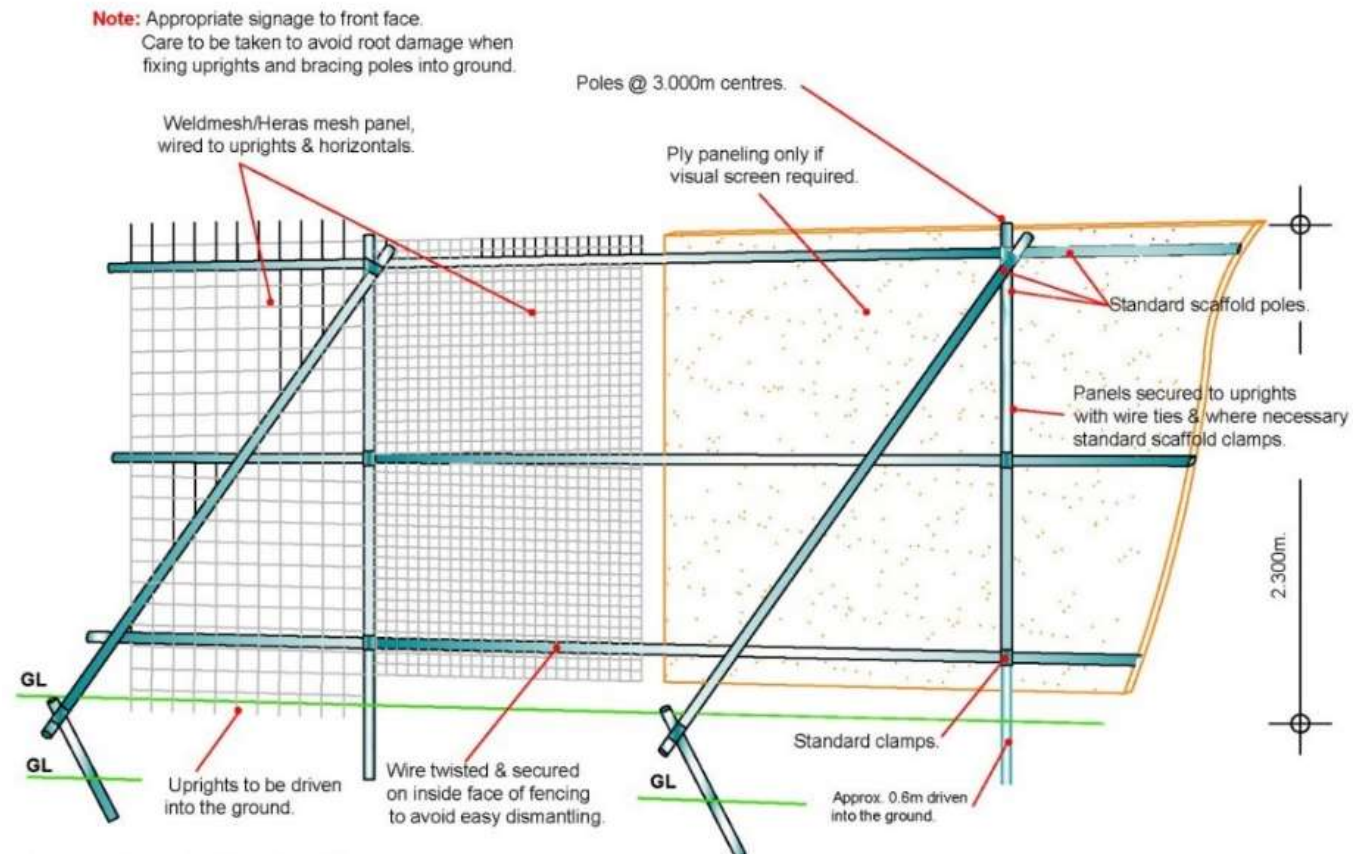 Note: Appropriate signage to front face.
Care to be taken to avoid root damage when
fixing uprights and bracing poles into ground.
Poles @ 3.000m centres.
Weldmesh/Heras mesh panel,
wired to uprights & horizontals.
Ply paneling only if
visual screen required.
Standard scaffold poles.
Panels secured to uprights
with wire ties & where necessary
standard scaffold clamps.
2.300m.
GL
GL
Uprights to be driven
into the ground.
Wire twisted & secured
on inside face of fencing
to avoid easy dismantling.
GL
Standard clamps.
Approx. 0.6m driven
into the ground.